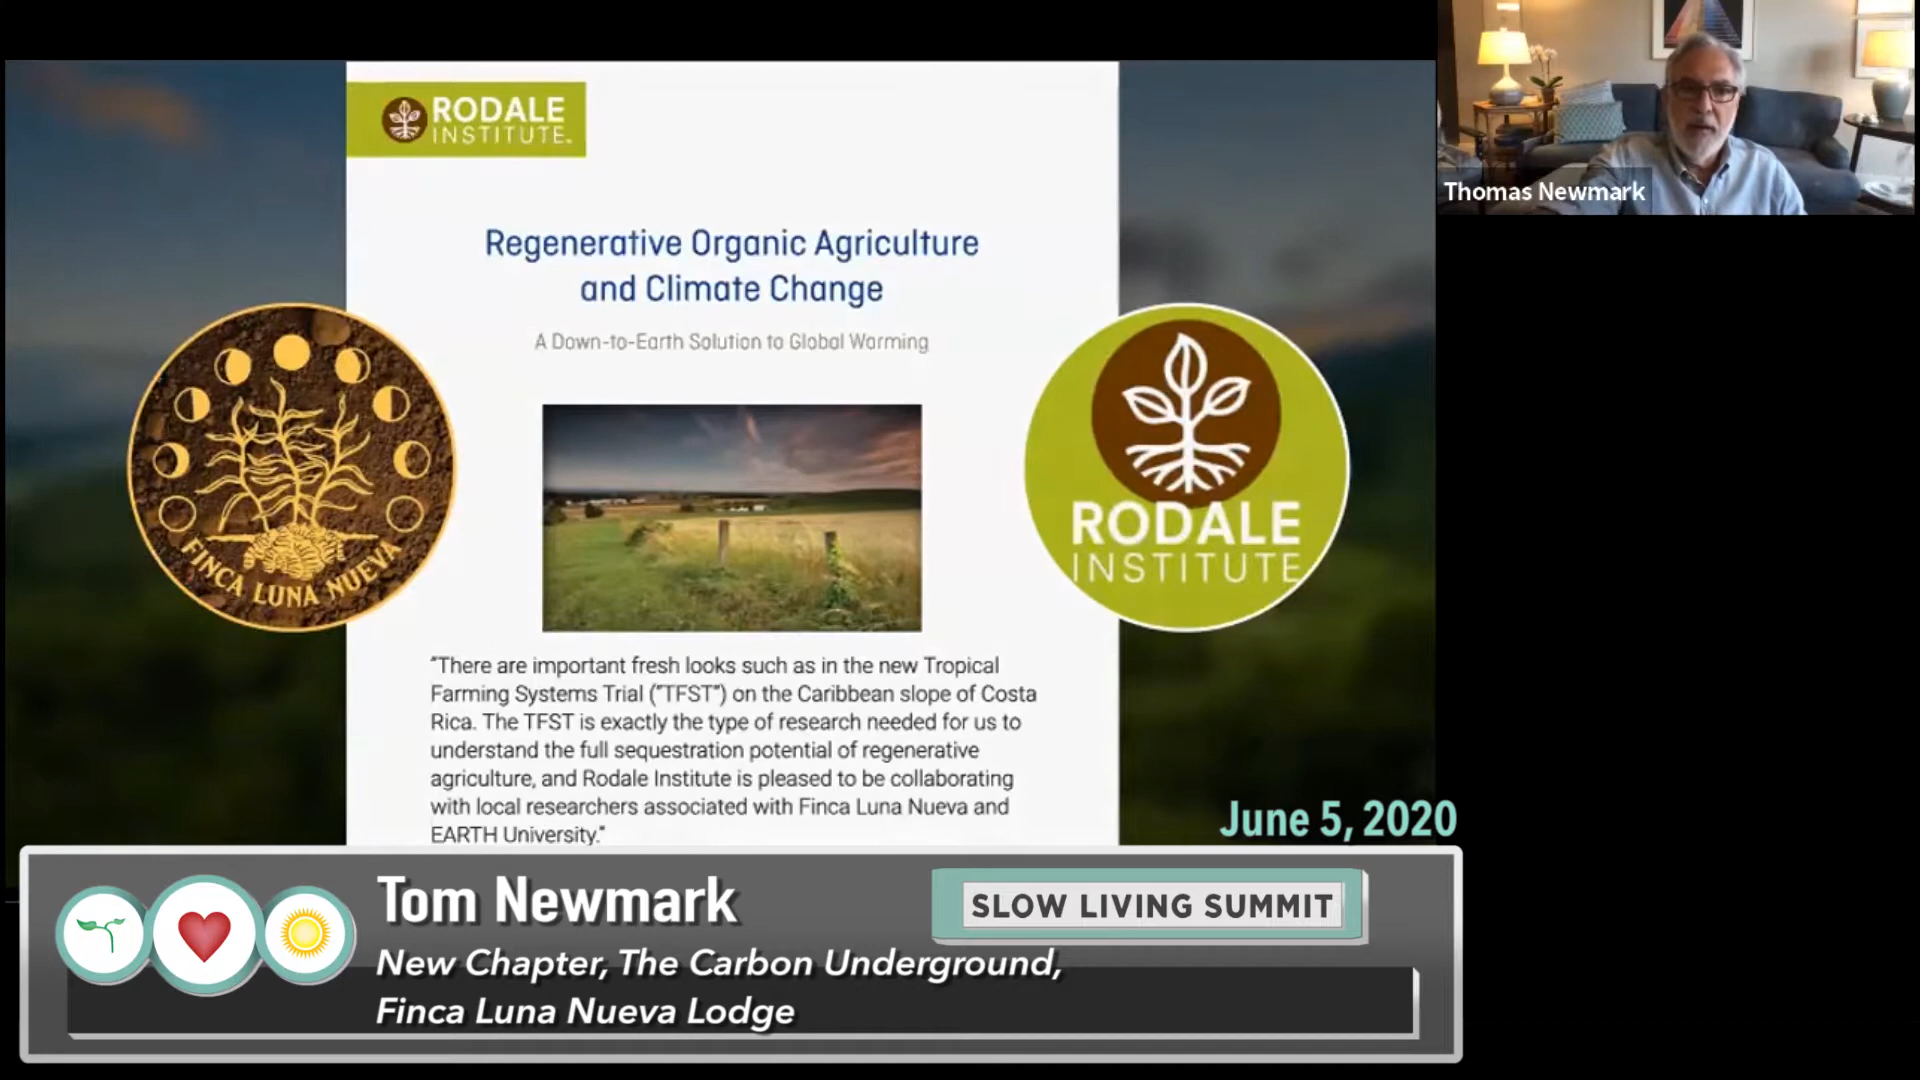 RODALE
INSTITUTE
Regenerative Organic Agriculture
and Climate Change
A Down-to-Earth Solution to Global Warming
FINCA LUNA NUEVA
RODALE
INSTITUTE
"There are important fresh looks such as in the new Tropical
Farming Systems Trial ("TFST") on the Caribbean slope of Costa
Rica. The TFST is exactly the type of research needed for us to
understand the full sequestration potential of regenerative
agriculture, and Rodale Institute is pleased to be collaborating
with local researchers associated with Finca Luna Nueva and
EARTH University."
Thomas Newmark
June 5, 2020
Tom Newmark
SLOW LIVING SUMMIT
New Chapter, The Carbon Underground,
Finca Luna Nueva Lodge